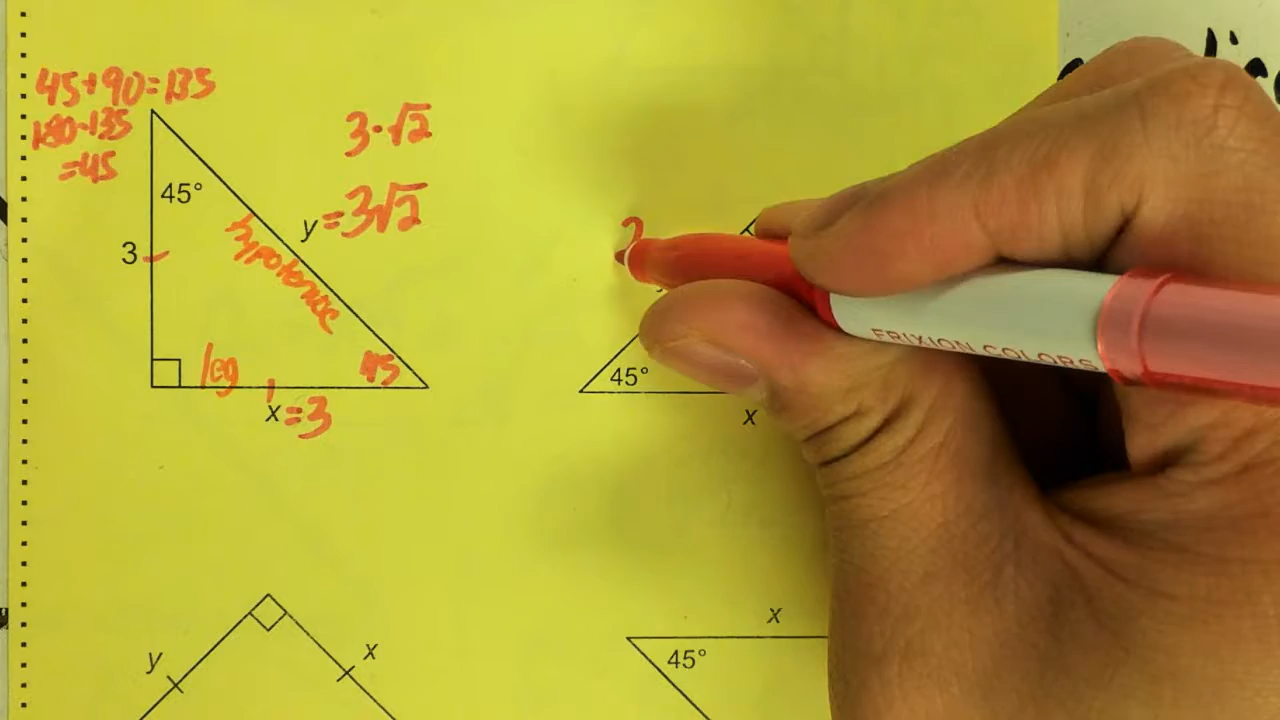 45+90=135
180-135
=45
45°
3
3·√2
y=3√2
leg
45
x=3
45°
x
FRIXION COLORS
y
x
x
45°